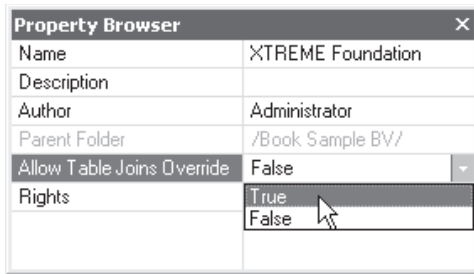 Property Browser ×
Name XTREME Foundation
Description
Author Administrator
Parent Folder /Book Sample BV/
Allow Table Joins Override False
Rights True
False